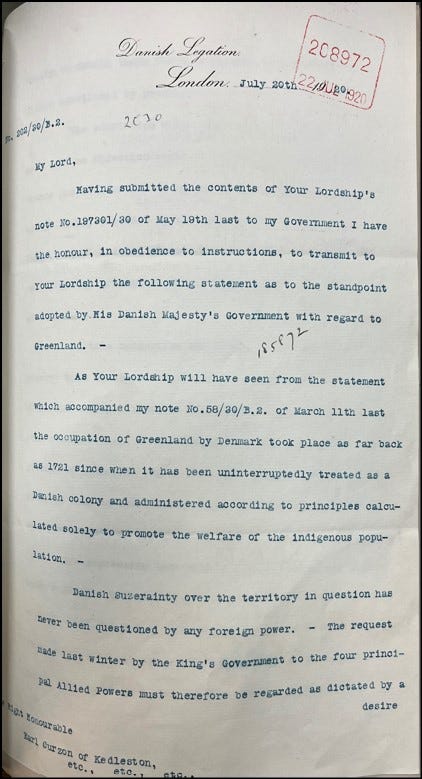 Danish Legation.
London. July 20th 1920.
208972
22 JUL 1920
No. 202/30/B.2.
2030
My Lord,
Having submitted the contents of Your Lordship's
note No.197301/30 of May 19th last to my Government I have
the honour, in obedience to instructions, to transmit to
Your Lordship the following statement as to the standpoint
adopted by His Danish Majesty's Government with regard to
Greenland. —
185872
As Your Lordship will have seen from the statement
which accompanied my note No.58/30/B.2. of March 11th last
the occupation of Greenland by Denmark took place as far back
as 1721 since when it has been uninterruptedly treated as a
Danish colony and administered according to principles calcu-
lated solely to promote the welfare of the indigenous popu-
lation. —
Danish Suzerainty over the territory in question has
never been questioned by any foreign power. — The request
made last winter by the King's Government to the four princi-
pal Allied Powers must therefore be regarded as dictated by a
desire
Right Honourable
Earl Curzon of Kedleston,
etc., etc., etc.